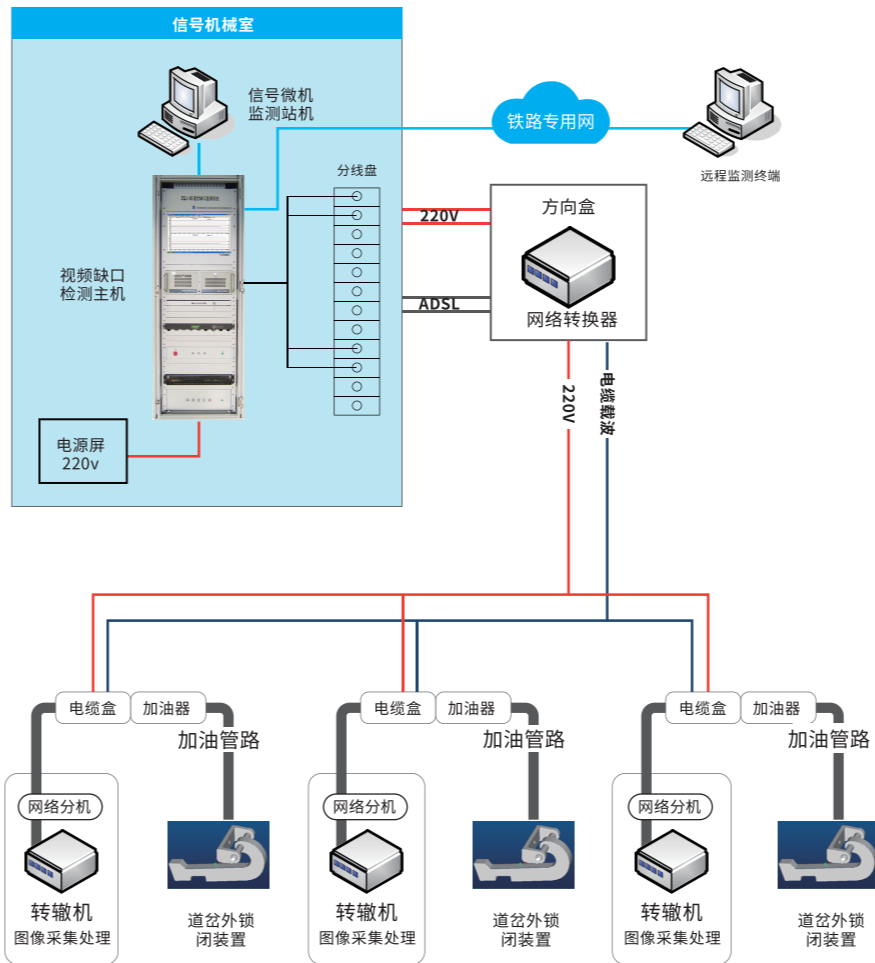 信号机械室
信号微机
监测站机
铁路专用网
远程监测终端
分线盘
视频缺口
检测主机
电源屏
220v
220V
ADSL
方向盒
网络转换器
220V
电缆载波
电缆盒
加油器
加油管路
网络分机
转辙机
图像采集处理
道岔外锁
闭装置
电缆盒
加油器
加油管路
网络分机
转辙机
图像采集处理
道岔外锁
闭装置
电缆盒
加油器
加油管路
网络分机
转辙机
图像采集处理
道岔外锁
闭装置